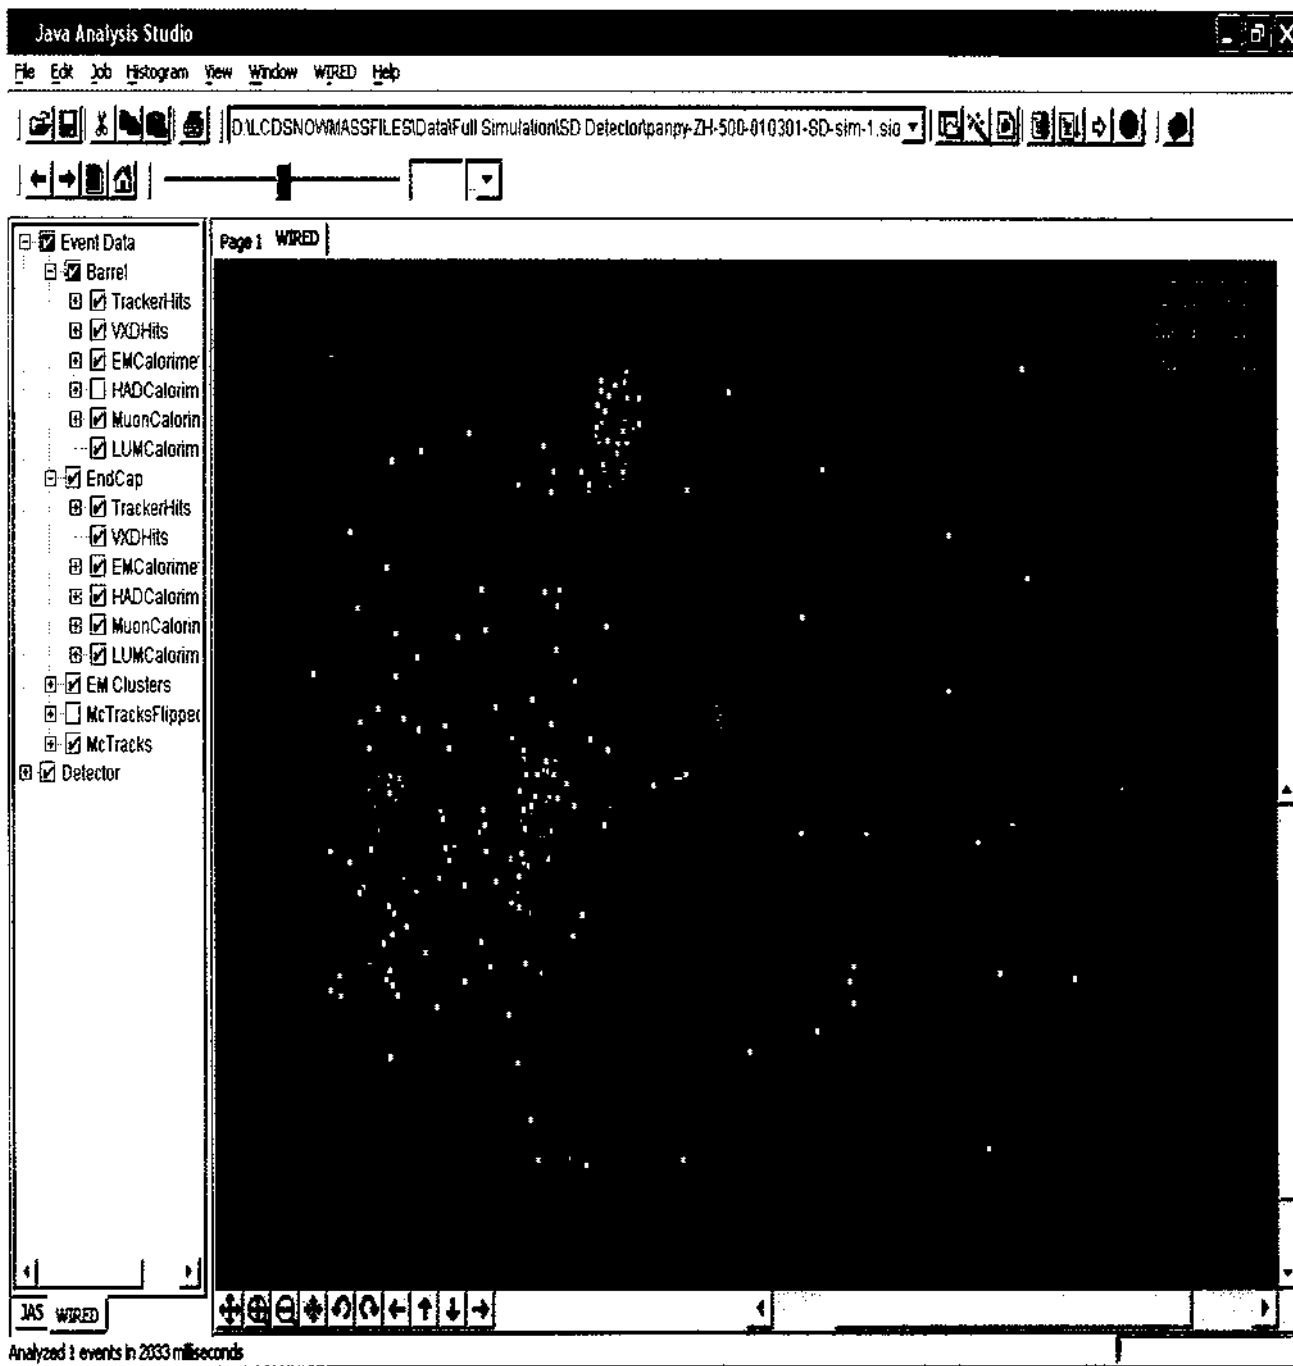 Java Analysis Studio
File Edit Job Histogram View Window WIRED Help
D:\LCDSNOWMASSFILES\Data\Full Simulation\SD Detector\panpy-ZH-500-010301-SD-sim-1.sio
Page 1 WIRED
Event Data
Barrel
TrackerHits
VXDHits
EMCalorime
HADCalorim
MuonCalorin
LUMCalorim
EndCap
TrackerHits
VXDHits
EMCalorime
HADCalorim
MuonCalorin
LUMCalorim
EM Clusters
McTracksFlipped
McTracks
Detector
JAS WIRED
Analyzed 1 events in 2033 milliseconds